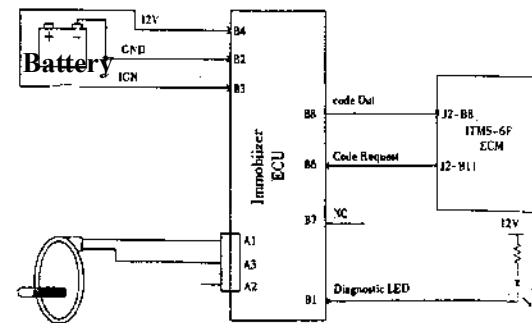 12V
B4
GND
B2
Battery
IGN
B3
Immobilizer
ECU
B8
code Out
J2-B8
ITMS-6F
ECM
B6
Code Request
J2-B11
B7
NC
12V
A1
A3
A2
B1
Diagnostic LED